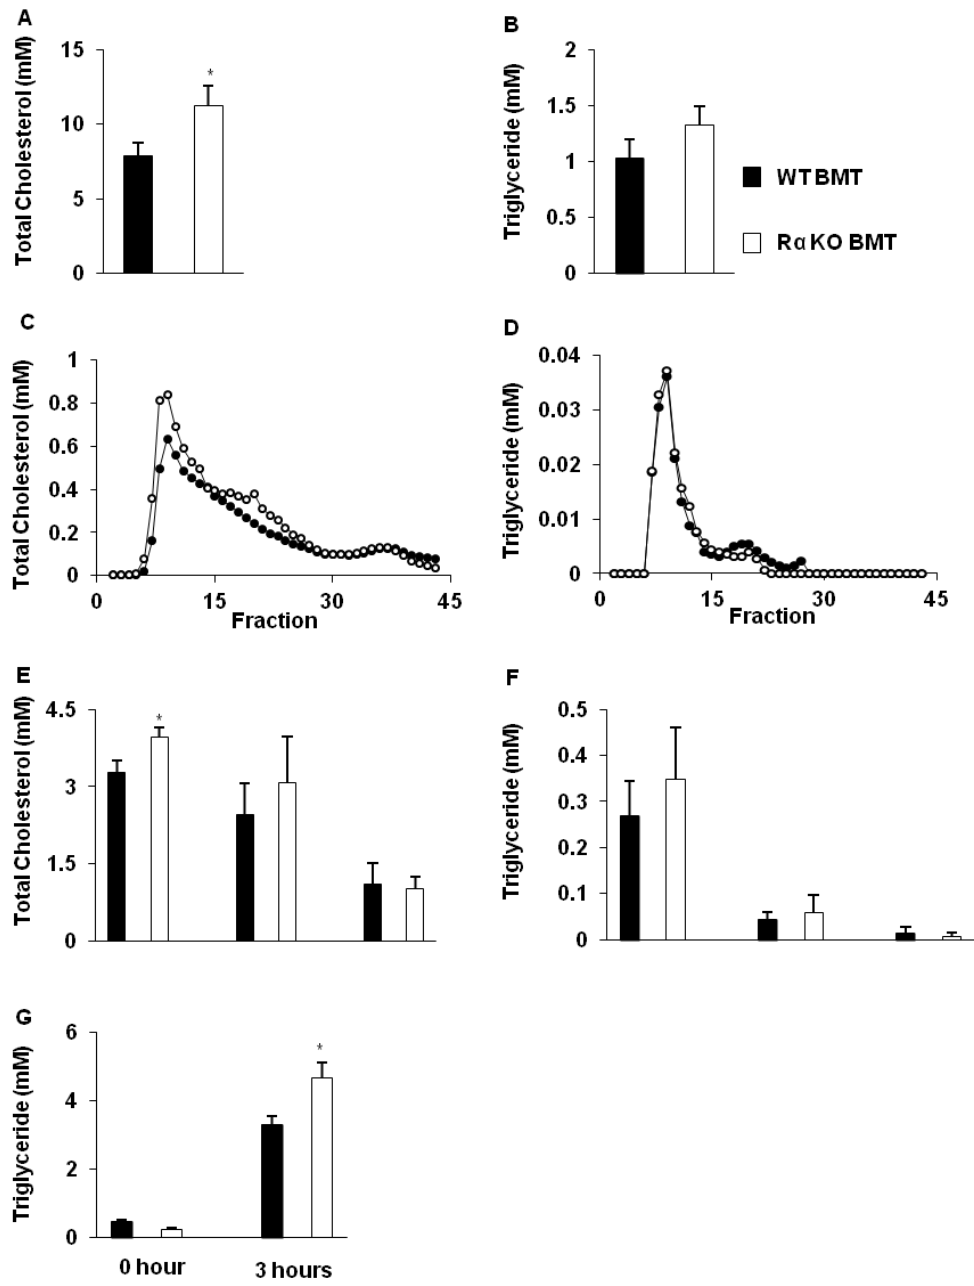 A
Total Cholesterol (mM)
15
10
5
0
*
B
Triglyceride (mM)
2
1.5
1
0.5
0
WT BMT
Rα KO BMT
C
Total Cholesterol (mM)
1
0.8
0.6
0.4
0.2
0
0 15 30 45
Fraction
D
Triglyceride (mM)
0.04
0.03
0.02
0.01
0
0 15 30 45
Fraction
E
Total Cholesterol (mM)
4.5
3
1.5
0
*
F
Triglyceride (mM)
0.5
0.4
0.3
0.2
0.1
0
G
Triglyceride (mM)
6
4
2
0
*
0 hour 3 hours